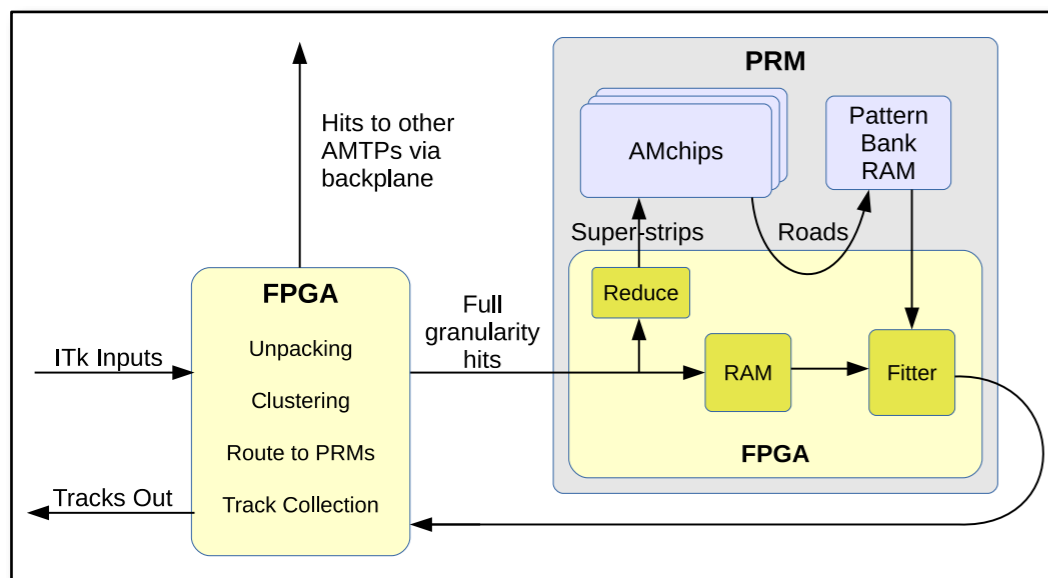 PRM
Hits to other
AMTPs via
backplane
AMchips
Pattern
Bank
RAM
Super-strips
Roads
FPGA
Unpacking
Clustering
Route to PRMs
Track Collection
ITk Inputs
Tracks Out
Full
granularity
hits
Reduce
RAM
Fitter
FPGA